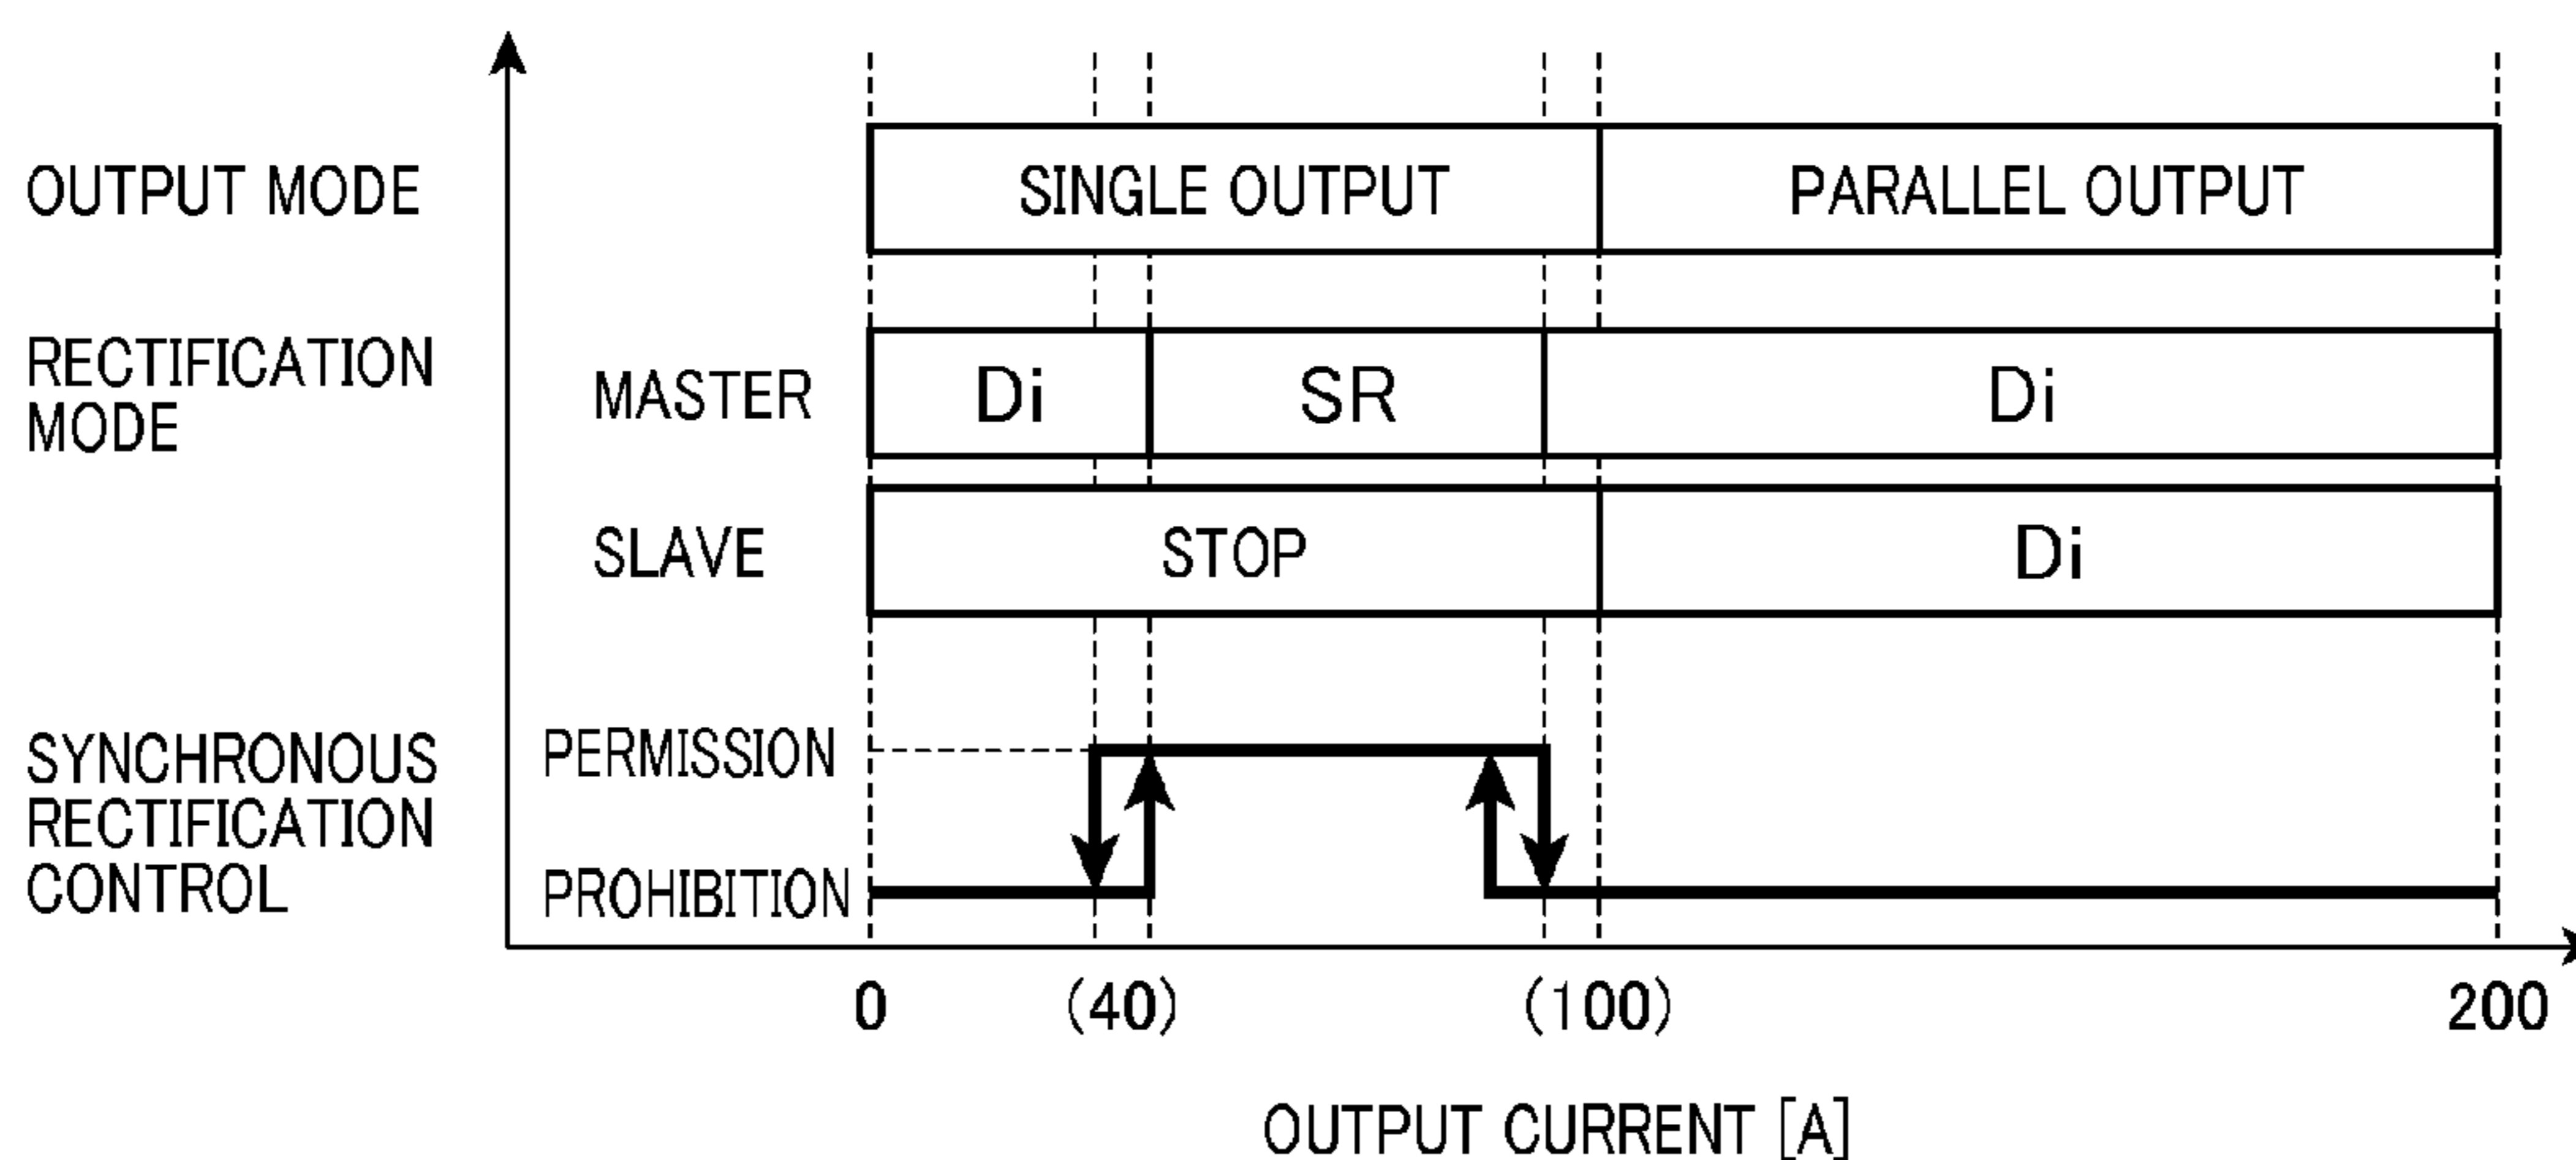 OUTPUT MODE
SINGLE OUTPUT
PARALLEL OUTPUT
RECTIFICATION
MODE
MASTER
Di
SR
Di
SLAVE
STOP
Di
SYNCHRONOUS
RECTIFICATION
CONTROL
PERMISSION
PROHIBITION
0
(40)
(100)
200
OUTPUT CURRENT [A]